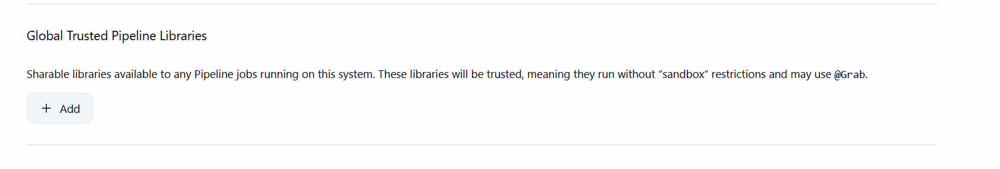 Global Trusted Pipeline Libraries
Sharable libraries available to any Pipeline jobs running on this system. These libraries will be trusted, meaning they run without “sandbox” restrictions and may use @Grab.
+ Add